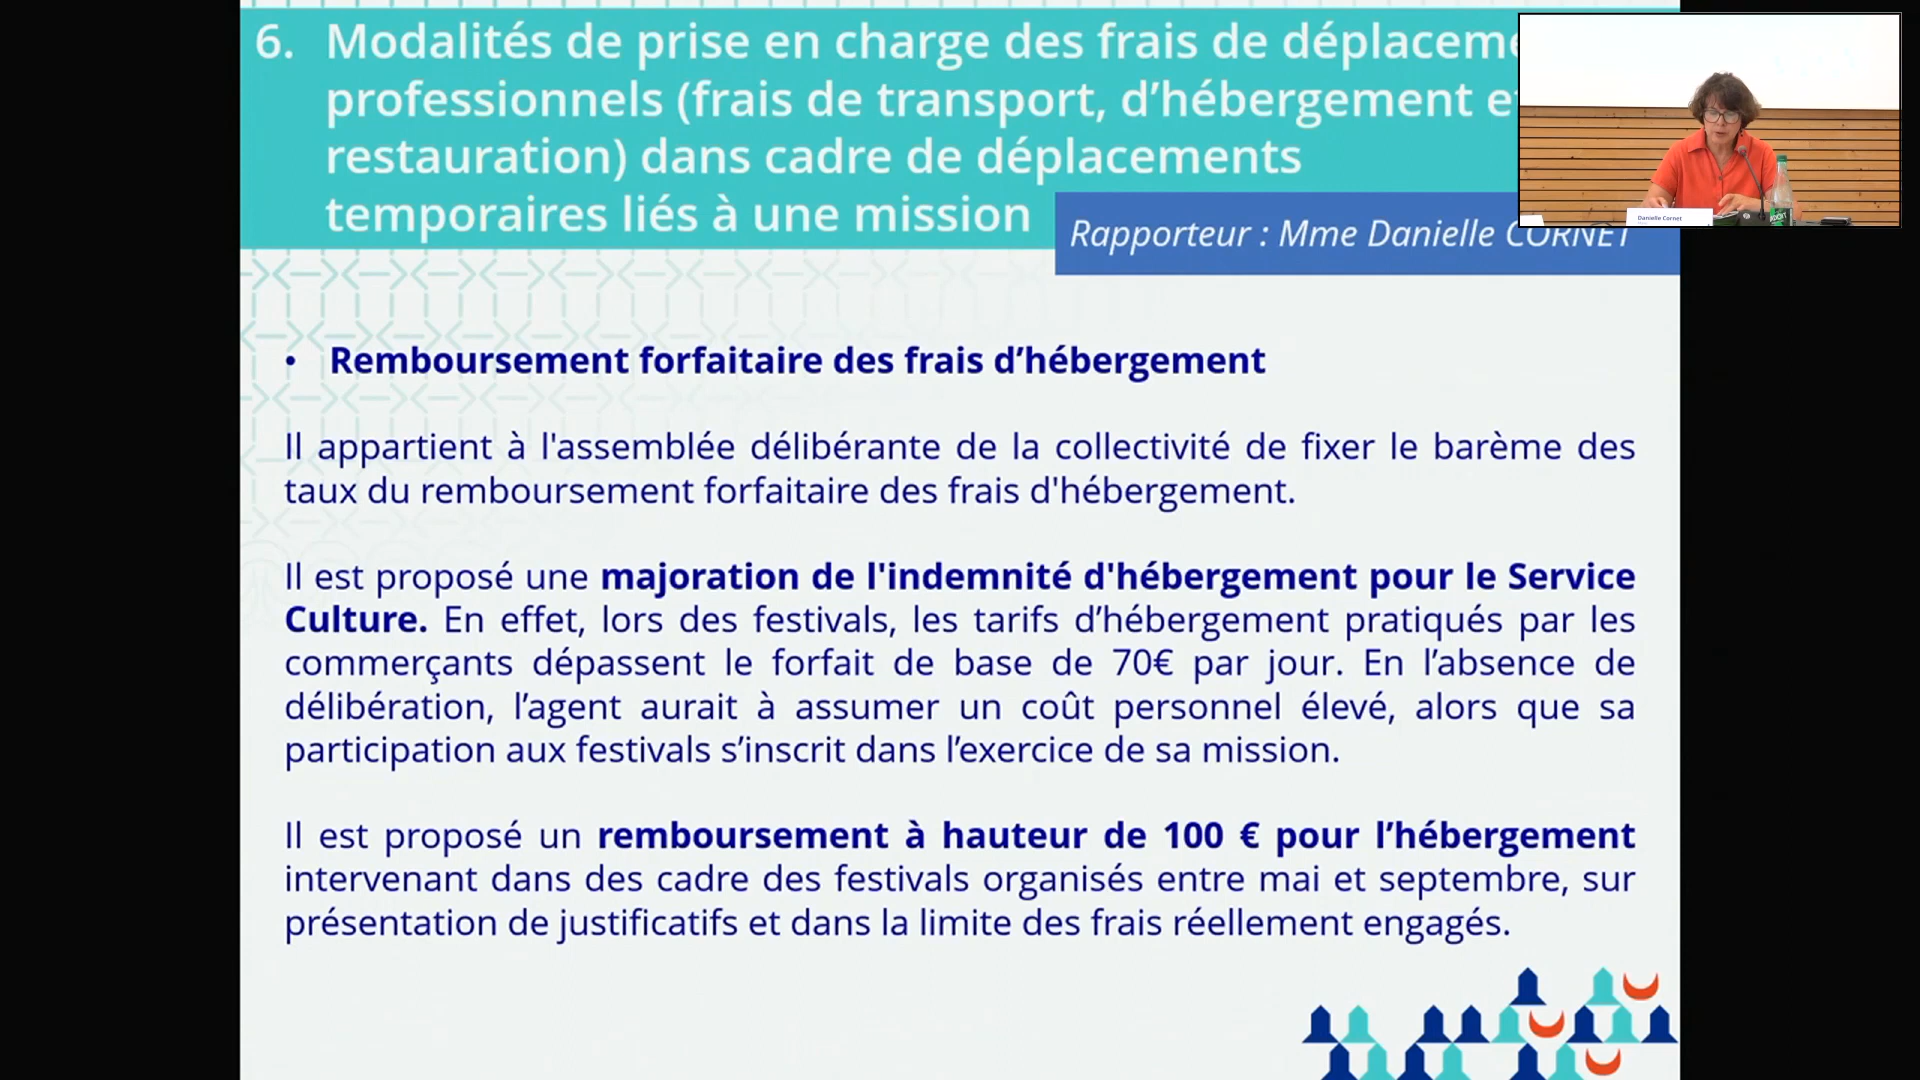 6. Modalités de prise en charge des frais de déplaceme
professionnels (frais de transport, d’hébergement e
restauration) dans cadre de déplacements
temporaires liés à une mission
Rapporteur : Mme Danielle CORNET
Danielle Cornet
• Remboursement forfaitaire des frais d’hébergement
Il appartient à l'assemblée délibérante de la collectivité de fixer le barème des
taux du remboursement forfaitaire des frais d'hébergement.
Il est proposé une majoration de l'indemnité d'hébergement pour le Service
Culture. En effet, lors des festivals, les tarifs d’hébergement pratiqués par les
commerçants dépassent le forfait de base de 70€ par jour. En l’absence de
délibération, l’agent aurait à assumer un coût personnel élevé, alors que sa
participation aux festivals s’inscrit dans l’exercice de sa mission.
Il est proposé un remboursement à hauteur de 100 € pour l’hébergement
intervenant dans des cadre des festivals organisés entre mai et septembre, sur
présentation de justificatifs et dans la limite des frais réellement engagés.